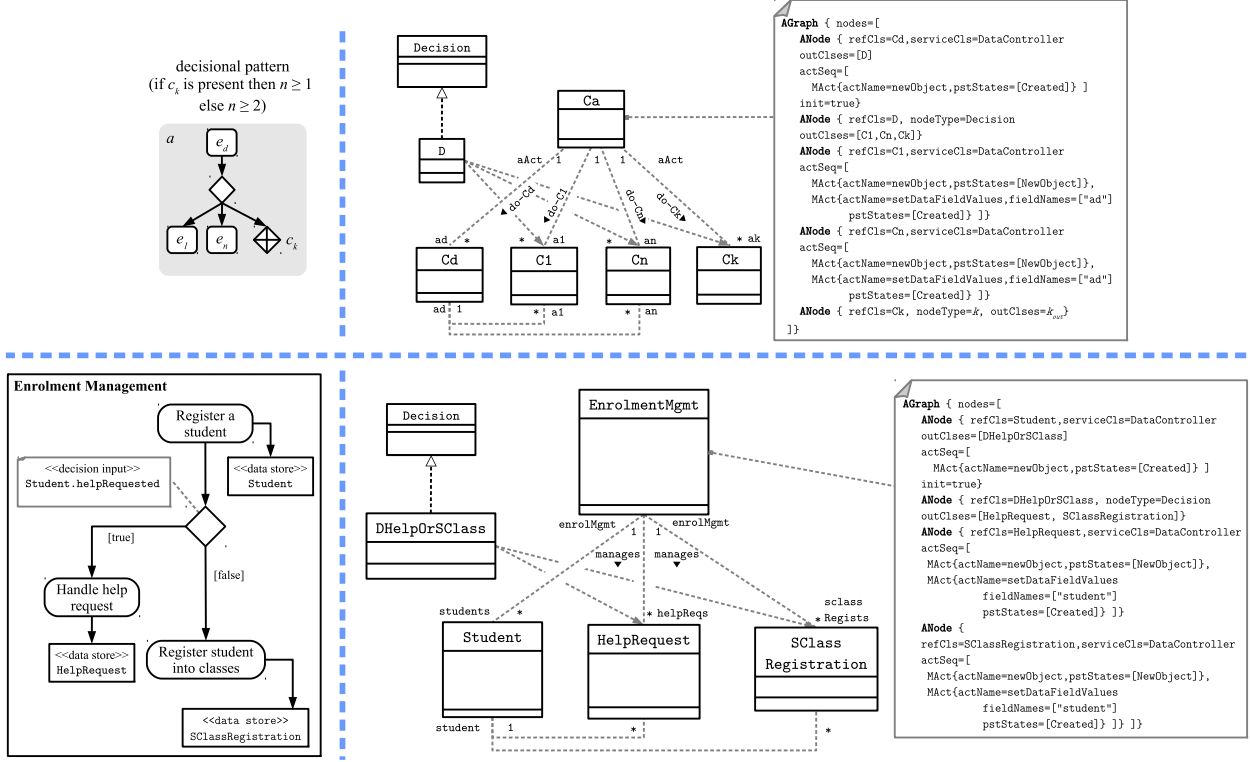 decisional pattern
(if ck is present then n ≥ 1
else n ≥ 2)
a
ed
e1
en
ck
Decision
D
Ca
aAct
1
1
1
aAct
do-Cd
do-C1
do-Cn
do-Ck
ad
*
*
a1
*
an
*
ak
Cd
C1
Cn
Ck
ad
1
*
a1
*
an
AGraph { nodes=[
ANode { refCls=Cd,serviceCls=DataController
outClses=[D]
actSeq=[
MAct{actName=newObject,pstStates=[Created]} ]
init=true}
ANode { refCls=D, nodeType=Decision
outClses=[C1,Cn,Ck]}
ANode { refCls=C1,serviceCls=DataController
actSeq=[
MAct{actName=newObject,pstStates=[NewObject]},
MAct{actName=setDataFieldValues,fieldNames=["ad"]
pstStates=[Created]} ]}
ANode { refCls=Cn,serviceCls=DataController
actSeq=[
MAct{actName=newObject,pstStates=[NewObject]},
MAct{actName=setDataFieldValues,fieldNames=["ad"]
pstStates=[Created]} ]}
ANode { refCls=Ck, nodeType=k, outClses=kout}
]}
Enrolment Management
Register a
student
<<decision input>>
Student.helpRequested
<<data store>>
Student
[true]
[false]
Handle help
request
<<data store>>
HelpRequest
Register student
into classes
<<data store>>
SClassRegistration
Decision
DHelpOrSClass
EnrolmentMgmt
enrolMgmt
1
1
enrolMgmt
manages
manages
students
*
*
helpReqs
sclass
*
Regists
Student
HelpRequest
SClass
Registration
student
1
*
*
AGraph { nodes=[
ANode { refCls=Student,serviceCls=DataController
outClses=[DHelpOrSClass]
actSeq=[
MAct{actName=newObject,pstStates=[Created]} ]
init=true}
ANode { refCls=DHelpOrSClass, nodeType=Decision
outClses=[HelpRequest, SClassRegistration]}
ANode { refCls=HelpRequest,serviceCls=DataController
actSeq=[
MAct{actName=newObject,pstStates=[NewObject]},
MAct{actName=setDataFieldValues
fieldNames=["student"]
pstStates=[Created]} ]}
ANode {
refCls=SClassRegistration,serviceCls=DataController
actSeq=[
MAct{actName=newObject,pstStates=[NewObject]},
MAct{actName=setDataFieldValues
fieldNames=["student"]
pstStates=[Created]} ]} ]}